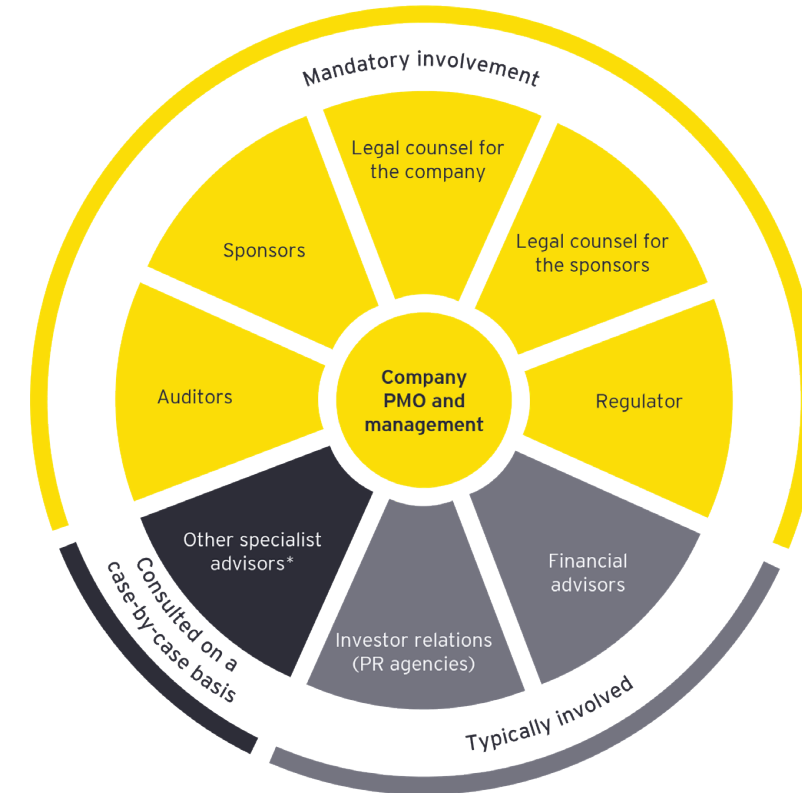 Mandatory involvement
Legal counsel for
the company
Legal counsel for
the sponsors
Sponsors
Auditors
Company
PMO and
management
Regulator
Other specialist
advisors*
Financial
advisors
Investor relations
(PR agencies)
Consulted on a
case-by-case basis
Typically involved